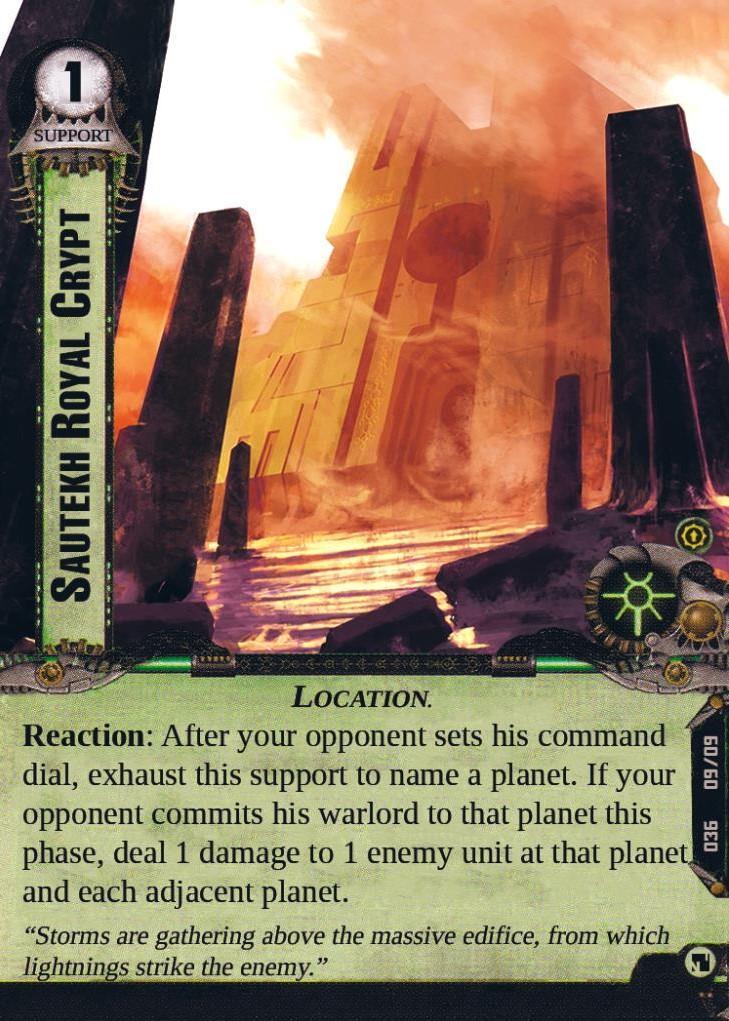 1
SUPPORT
SAUTEKH ROYAL CRYPT
LOCATION.
Reaction: After your opponent sets his command
dial, exhaust this support to name a planet. If your
opponent commits his warlord to that planet this
phase, deal 1 damage to 1 enemy unit at that planet
and each adjacent planet.
“Storms are gathering above the massive edifice, from which
lightnings strike the enemy.”
036 09/09